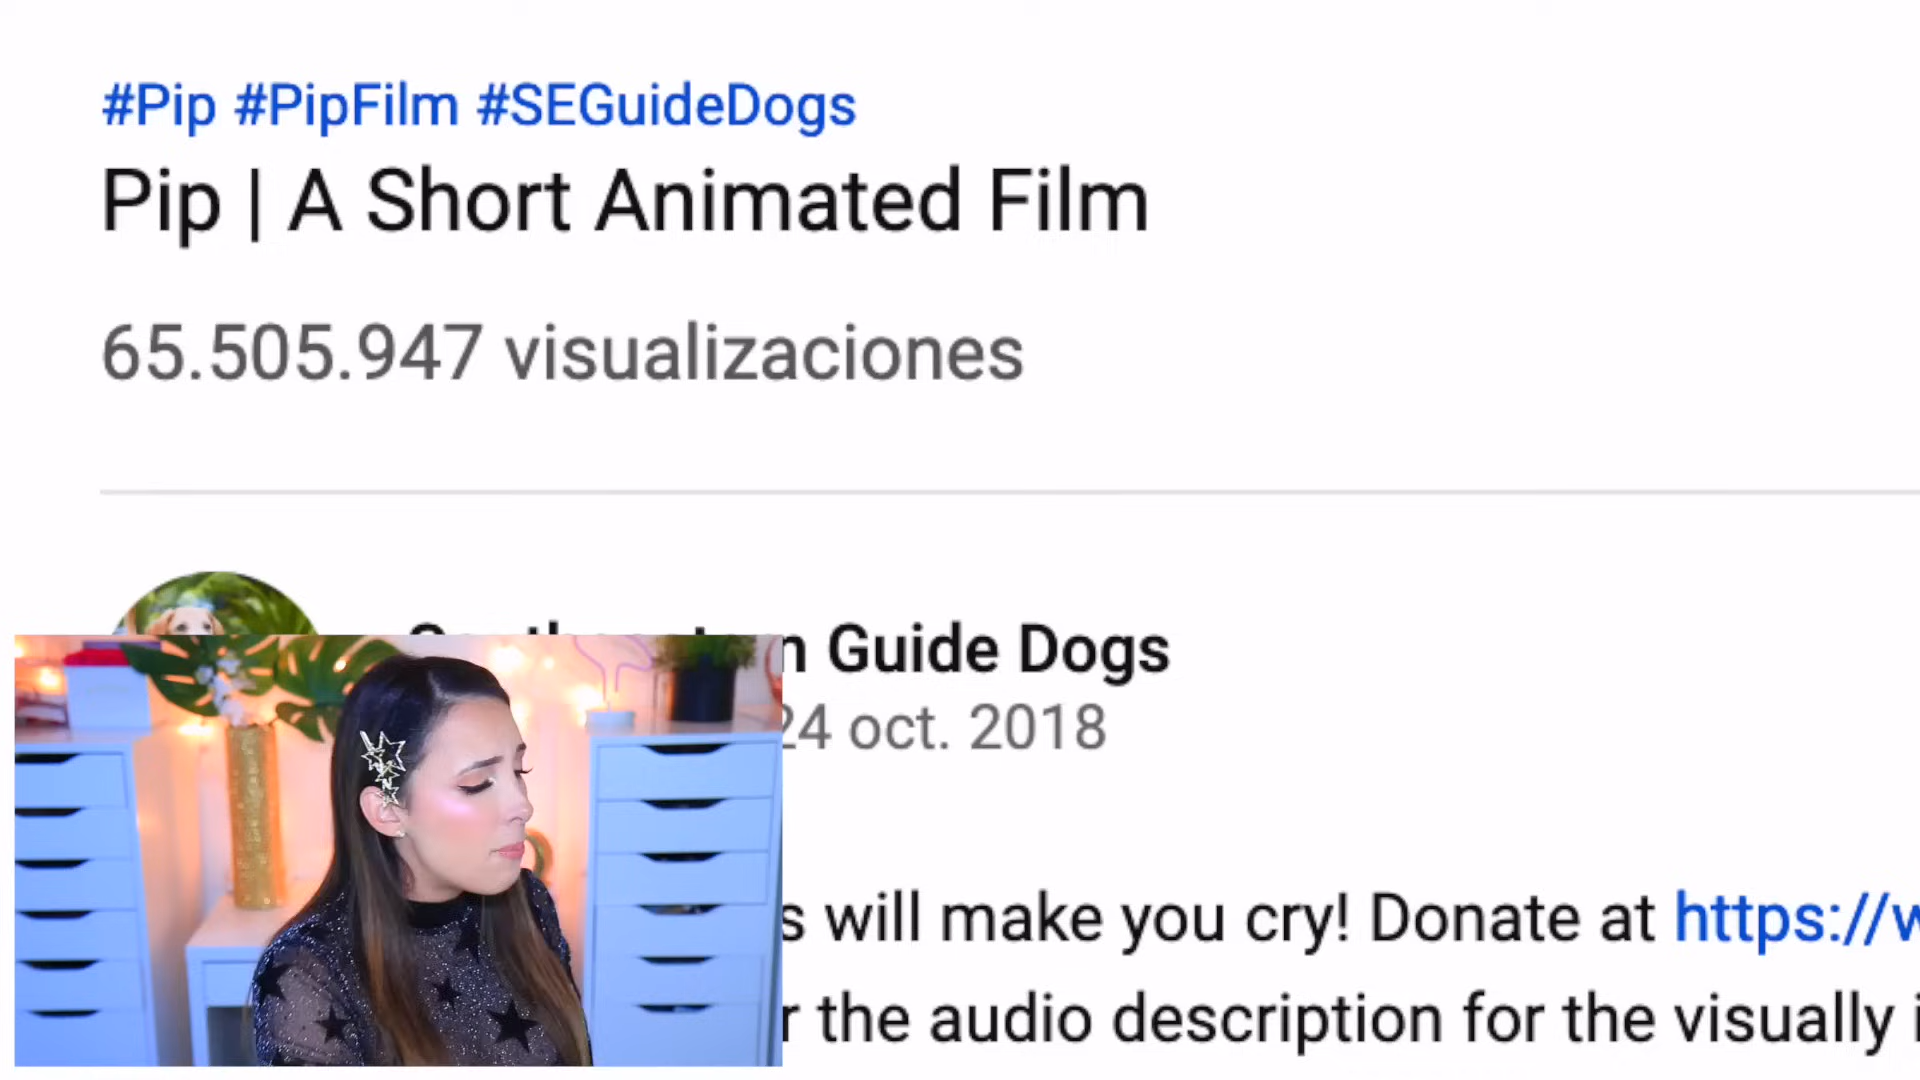 #Pip #PipFilm #SEGuideDogs
Pip | A Short Animated Film
65.505.947 visualizaciones
Guide Dogs
24 oct. 2018
will make you cry! Donate at https://w
the audio description for the visually